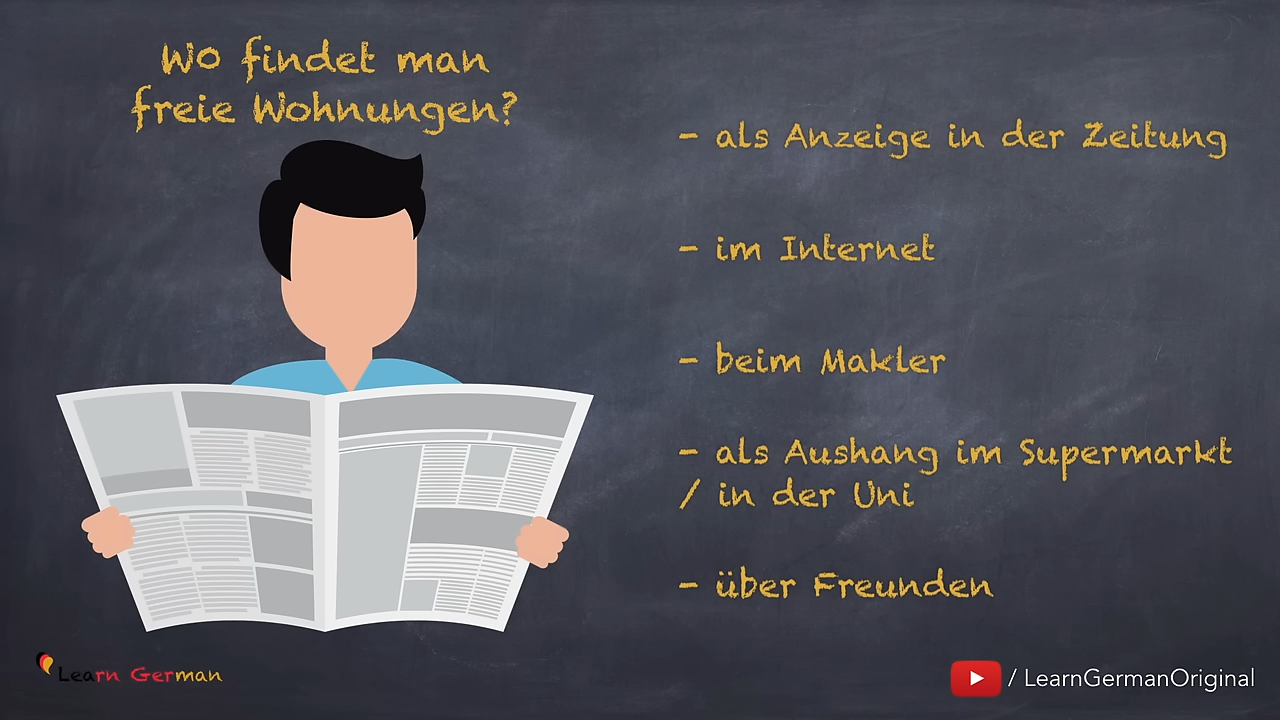 Wo findet man
freie Wohnungen?
- als Anzeige in der Zeitung
- im Internet
- beim Makler
- als Aushang im Supermarkt
/ in der Uni
- über Freunden
Learn German
/ LearnGermanOriginal